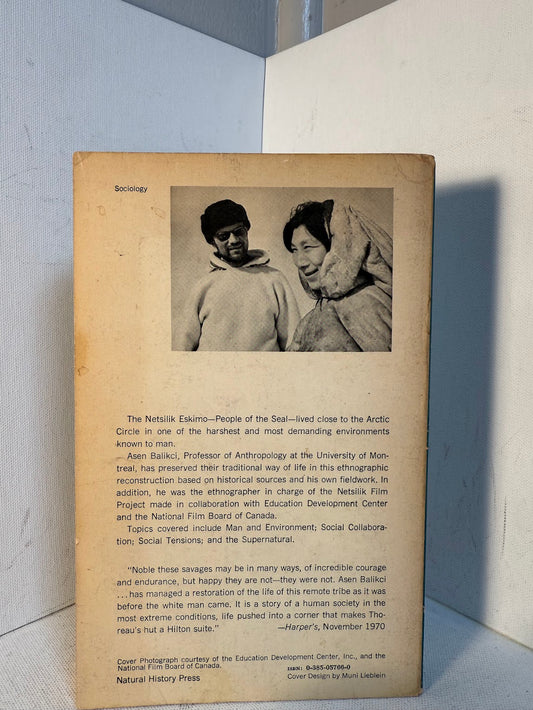 Sociology
The Netsilik Eskimo—People of the Seal—lived close to the Arctic
Circle in one of the harshest and most demanding environments
known to man.
Asen Balikci, Professor of Anthropology at the University of Mon-
treal, has preserved their traditional way of life in this ethnographic
reconstruction based on historical sources and his own fieldwork. In
addition, he was the ethnographer in charge of the Netsilik Film
Project made in collaboration with Education Development Center
and the National Film Board of Canada.
Topics covered include Man and Environment; Social Collabora-
tion; Social Tensions; and the Supernatural.
"Noble these savages may be in many ways, of incredible courage
and endurance, but happy they are not—they were not. Asen Balikci
. . . has managed a restoration of the life of this remote tribe as it was
before the white man came. It is a story of a human society in the
most extreme conditions, life pushed into a corner that makes Tho-
reau's hut a Hilton suite." —Harper's, November 1970
Cover Photograph courtesy of the Education Development Center, Inc., and the
National Film Board of Canada.
ISBN: 0-385-05766-0
Natural History Press
Cover Design by Muni Lieblein